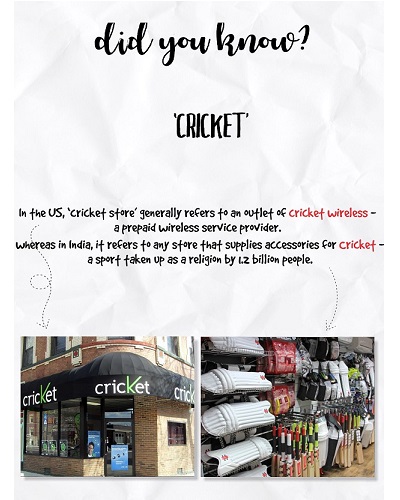 did you know?
'CRICKET'
In the US, 'cricket store' generally refers to an outlet of cricket wireless -
a prepaid wireless service provider.
whereas in India, it refers to any store that supplies accessories for cricket -
a sport taken up as a religion by 1.2 billion people.
cricket cricket cricket